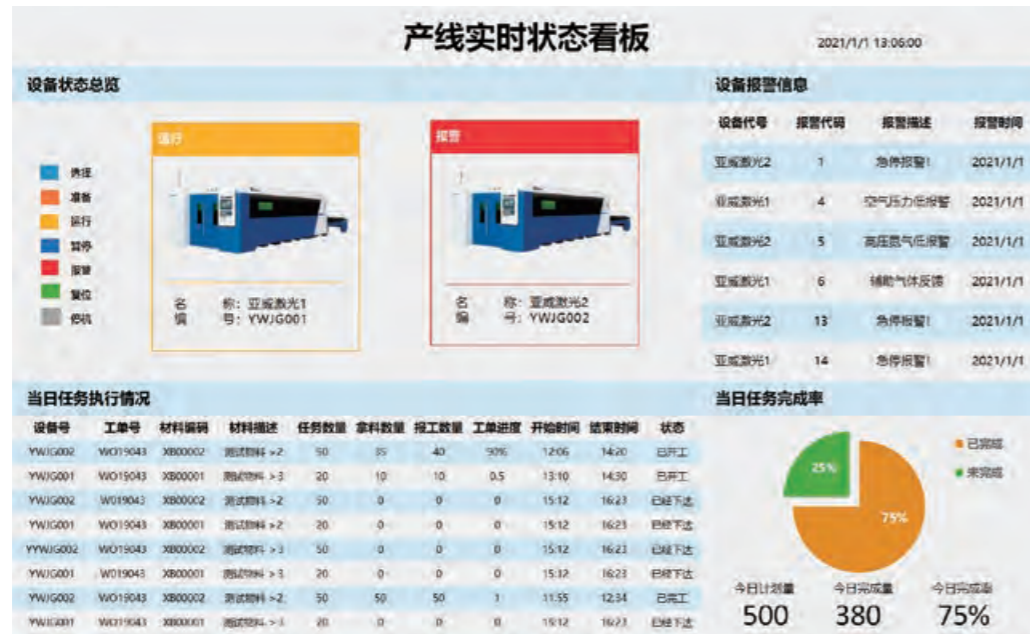 产线实时状态看板
2021/1/1 13:06:00
设备状态总览
选择
准备
运行
暂停
报警
复位
停机
运行
名 称: 亚威激光1
编 号: YWJG001
报警
名 称: 亚威激光2
编 号: YWJG002
设备报警信息
设备代号 报警代码 报警描述 报警时间
亚威激光2 1 急停报警! 2021/1/1
亚威激光1 4 空气压力低报警 2021/1/1
亚威激光2 5 高压氮气低报警 2021/1/1
亚威激光1 6 辅助气体反馈 2021/1/1
亚威激光2 13 急停报警! 2021/1/1
亚威激光1 14 急停报警! 2021/1/1
当日任务执行情况
设备号 工单号 材料编码 材料描述 任务数量 拿料数量 报工数量 工单进度 开始时间 结束时间 状态
YWJG002 WO19043 XB00002 测试物料 >2 50 35 40 90% 12:06 14:20 已开工
YWJG001 WO19043 XB00001 测试物料 >3 20 10 10 0.5 13:10 14:30 已开工
YWJG002 WO19043 XB00002 测试物料 >2 50 0 0 0 15:12 16:23 已经下达
YWJG001 WO19043 XB00001 测试物料 >2 20 0 0 0 15:12 16:23 已经下达
YYWJG002 WO19043 XB00002 测试物料 >3 50 0 0 0 15:12 16:23 已经下达
YWJG001 WO19043 XB00001 测试物料 >3 20 0 0 0 15:12 16:23 已经下达
YWJG002 WO19043 XB00002 测试物料 >2 50 50 50 1 11:55 12:34 已完工
YWJG001 WO19043 XB00001 测试物料 >3 20 0 0 0 15:12 16:23 已经下达
当日任务完成率
25%
75%
已完成
未完成
今日计划量 今日完成量 今日完成率
500 380 75%